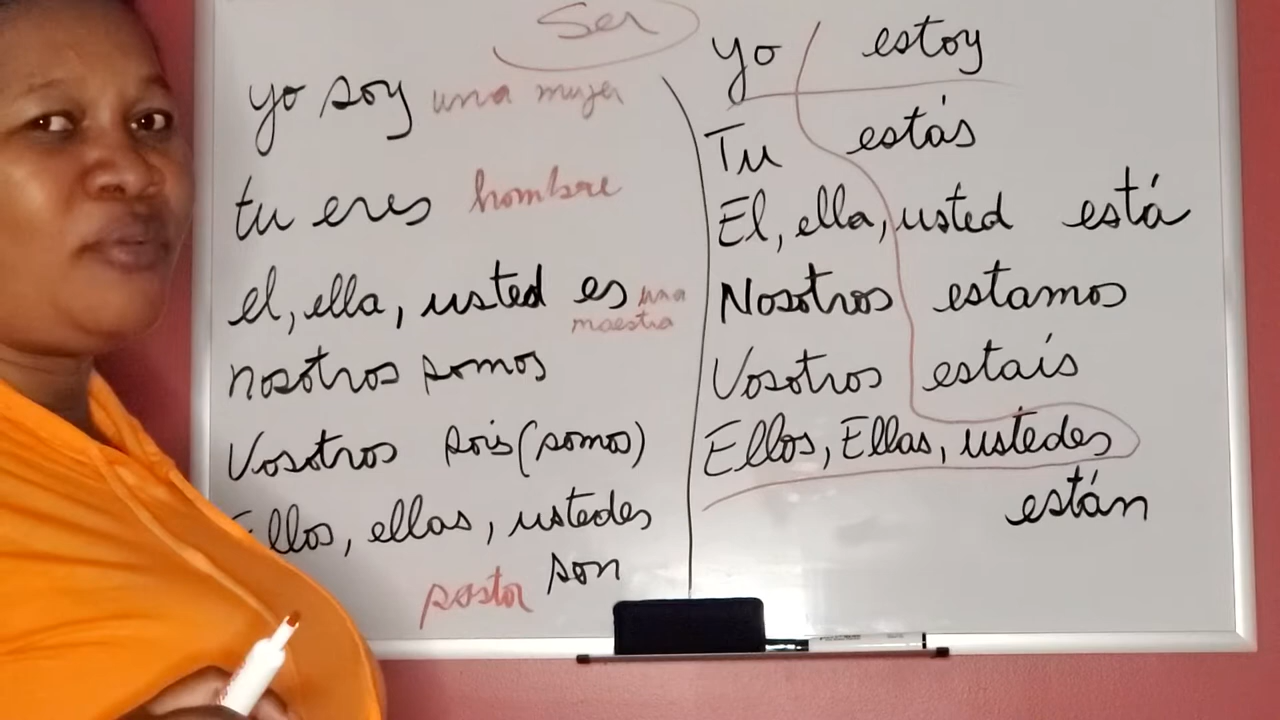 Ser
yo soy una mujer
tu eres hombre
el, ella, usted es una
maestra
nosotros somos
Vosotros sois (somos)
Ellos, ellas, ustedes
son
pastor
yo estoy
Tu estás
El, ella, usted está
Nosotros estamos
Vosotros estaís
Ellos, Ellas, ustedes
están